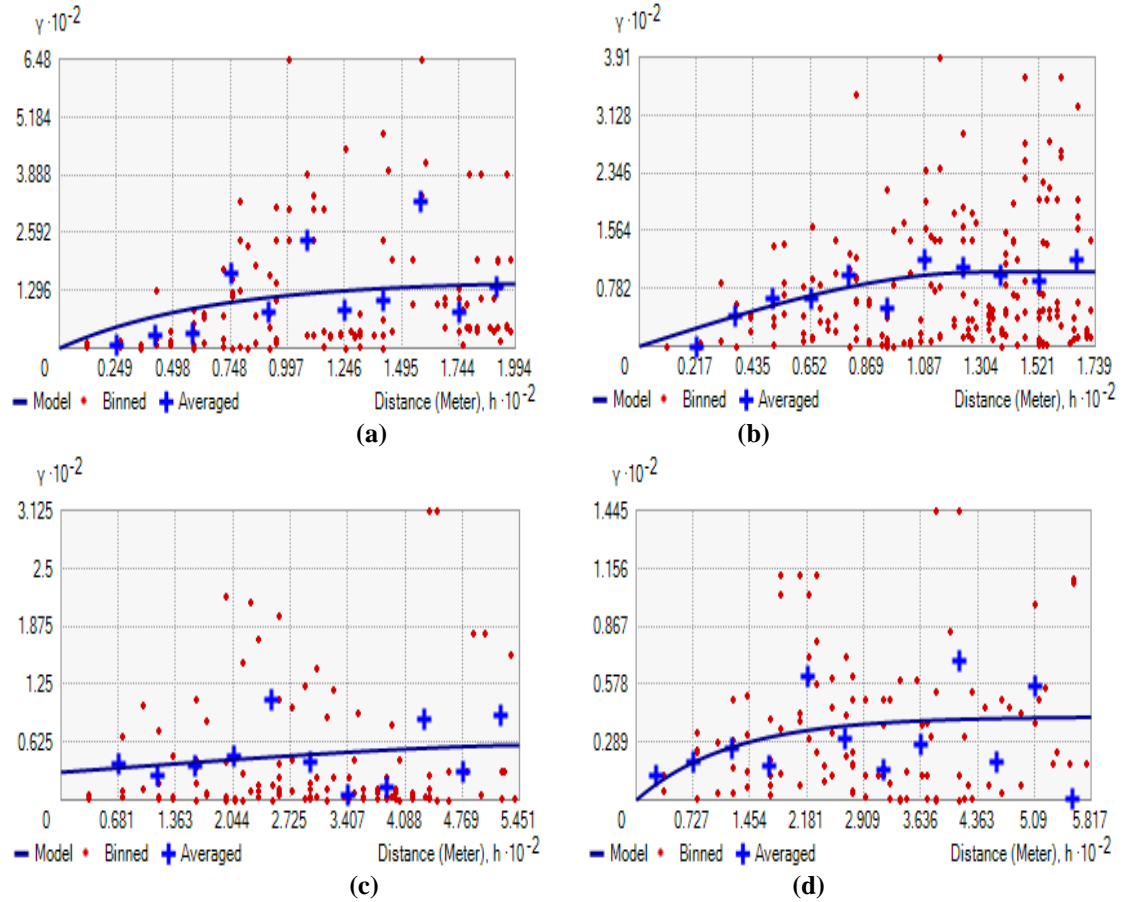 γ ·10⁻²
6.48
5.184
3.888
2.592
1.296
0 0.249 0.498 0.748 0.997 1.246 1.495 1.744 1.994
Model Binned Averaged Distance (Meter), h ·10⁻²
(a)
γ ·10⁻²
3.91
3.128
2.346
1.564
0.782
0 0.217 0.435 0.652 0.869 1.087 1.304 1.521 1.739
Model Binned Averaged Distance (Meter), h ·10⁻²
(b)
γ ·10⁻²
3.125
2.5
1.875
1.25
0.625
0 0.681 1.363 2.044 2.725 3.407 4.088 4.769 5.451
Model Binned Averaged Distance (Meter), h ·10⁻²
(c)
γ ·10⁻²
1.445
1.156
0.867
0.578
0.289
0 0.727 1.454 2.181 2.909 3.636 4.363 5.09 5.817
Model Binned Averaged Distance (Meter), h ·10⁻²
(d)